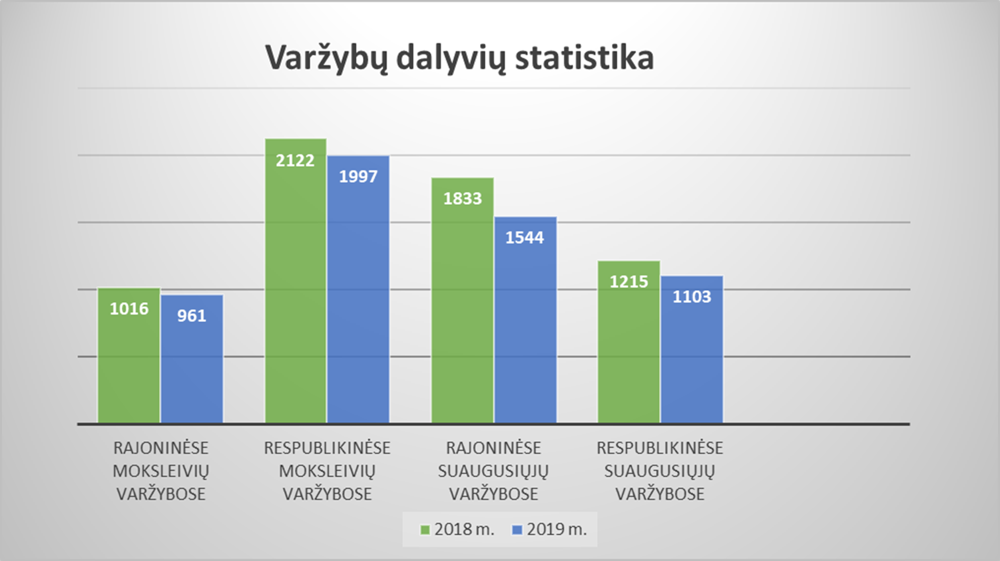 Varžybų dalyvių statistika
2122
1997
1833
1544
1215
1103
1016
961
RAJONINĖSE
MOKSLEIVIŲ
VARŽYBOSE
RESPUBLIKINĖSE
MOKSLEIVIŲ
VARŽYBOSE
RAJONINĖSE
SUAUGUSIŲJŲ
VARŽYBOSE
RESPUBLIKINĖSE
SUAUGUSIŲJŲ
VARŽYBOSE
2018 m. 2019 m.